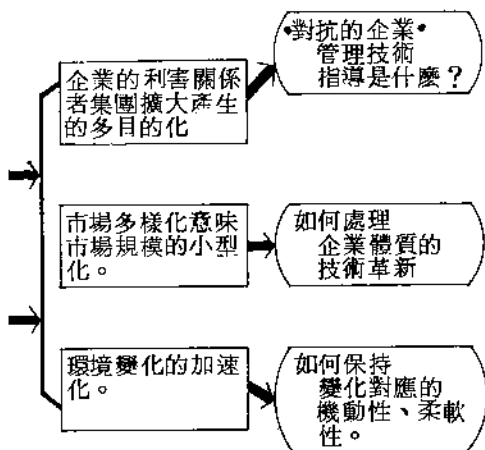 •對抗的企業•
管理技術
指導是什麼？
企業的利害關係
者集團擴大產生
的多目的化
市場多樣化意味
市場規模的小型
化。
如何處理
企業體質的
技術革新
環境變化的加速
化。
如何保持
變化對應的
機動性、柔軟
性。